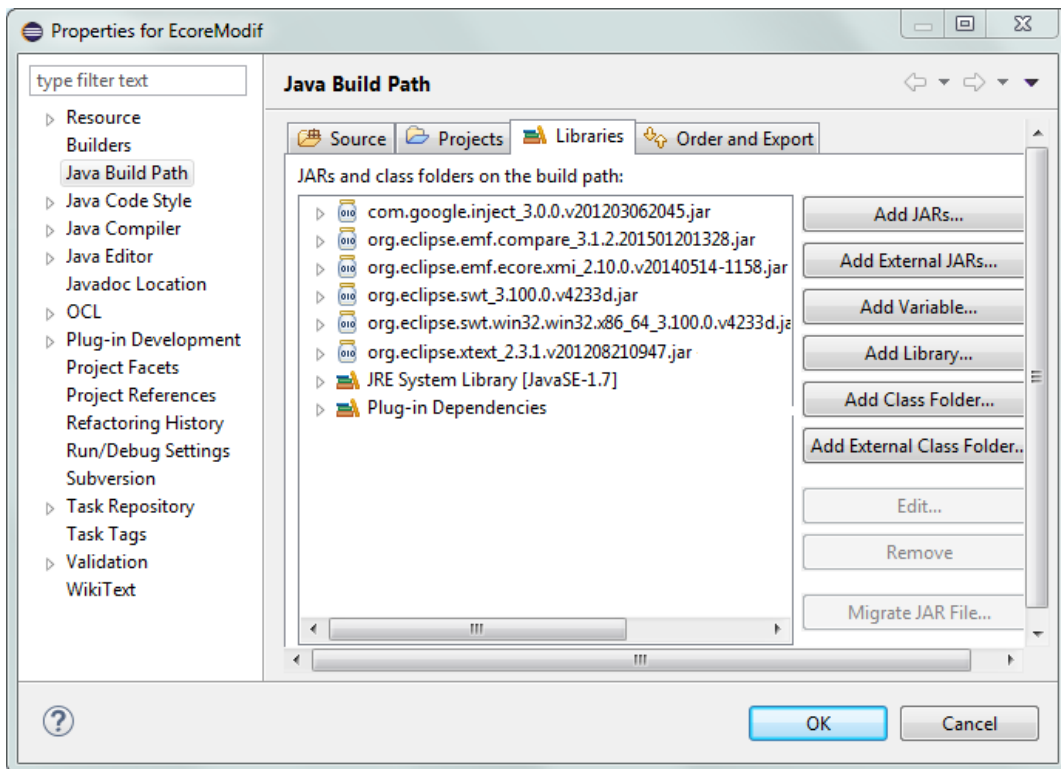 Properties for EcoreModif
type filter text
Resource
Builders
Java Build Path
Java Code Style
Java Compiler
Java Editor
Javadoc Location
OCL
Plug-in Development
Project Facets
Project References
Refactoring History
Run/Debug Settings
Subversion
Task Repository
Task Tags
Validation
WikiText
Java Build Path
Source Projects Libraries Order and Export
JARs and class folders on the build path:
com.google.inject_3.0.0.v201203062045.jar
org.eclipse.emf.compare_3.1.2.201501201328.jar
org.eclipse.emf.ecore.xmi_2.10.0.v20140514-1158.jar
org.eclipse.swt_3.100.0.v4233d.jar
org.eclipse.swt.win32.win32.x86_64_3.100.0.v4233d.ja
org.eclipse.xtext_2.3.1.v201208210947.jar
JRE System Library [JavaSE-1.7]
Plug-in Dependencies
Add JARs...
Add External JARs...
Add Variable...
Add Library...
Add Class Folder...
Add External Class Folder..
Edit...
Remove
Migrate JAR File...
OK
Cancel